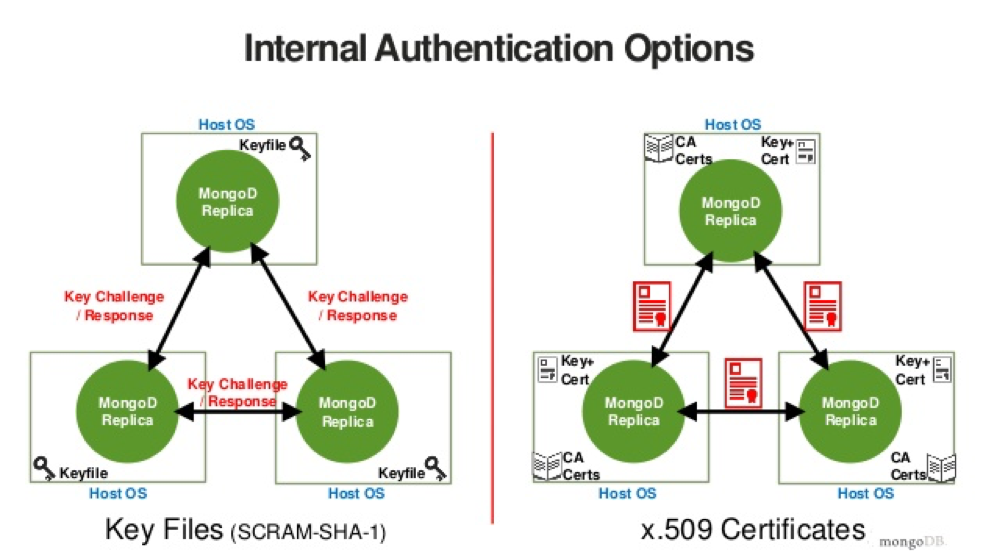 Internal Authentication Options
Host OS
Keyfile
MongoD
Replica
Key Challenge
/ Response
Key Challenge
/ Response
Key Challenge
/ Response
MongoD
Replica
MongoD
Replica
Keyfile
Keyfile
Host OS
Host OS
Key Files (SCRAM-SHA-1)
Host OS
CA
Certs
Key+
Cert
MongoD
Replica
Key+
Cert
Key+
Cert
MongoD
Replica
MongoD
Replica
CA
Certs
CA
Certs
Host OS
Host OS
x.509 Certificates
mongoDB